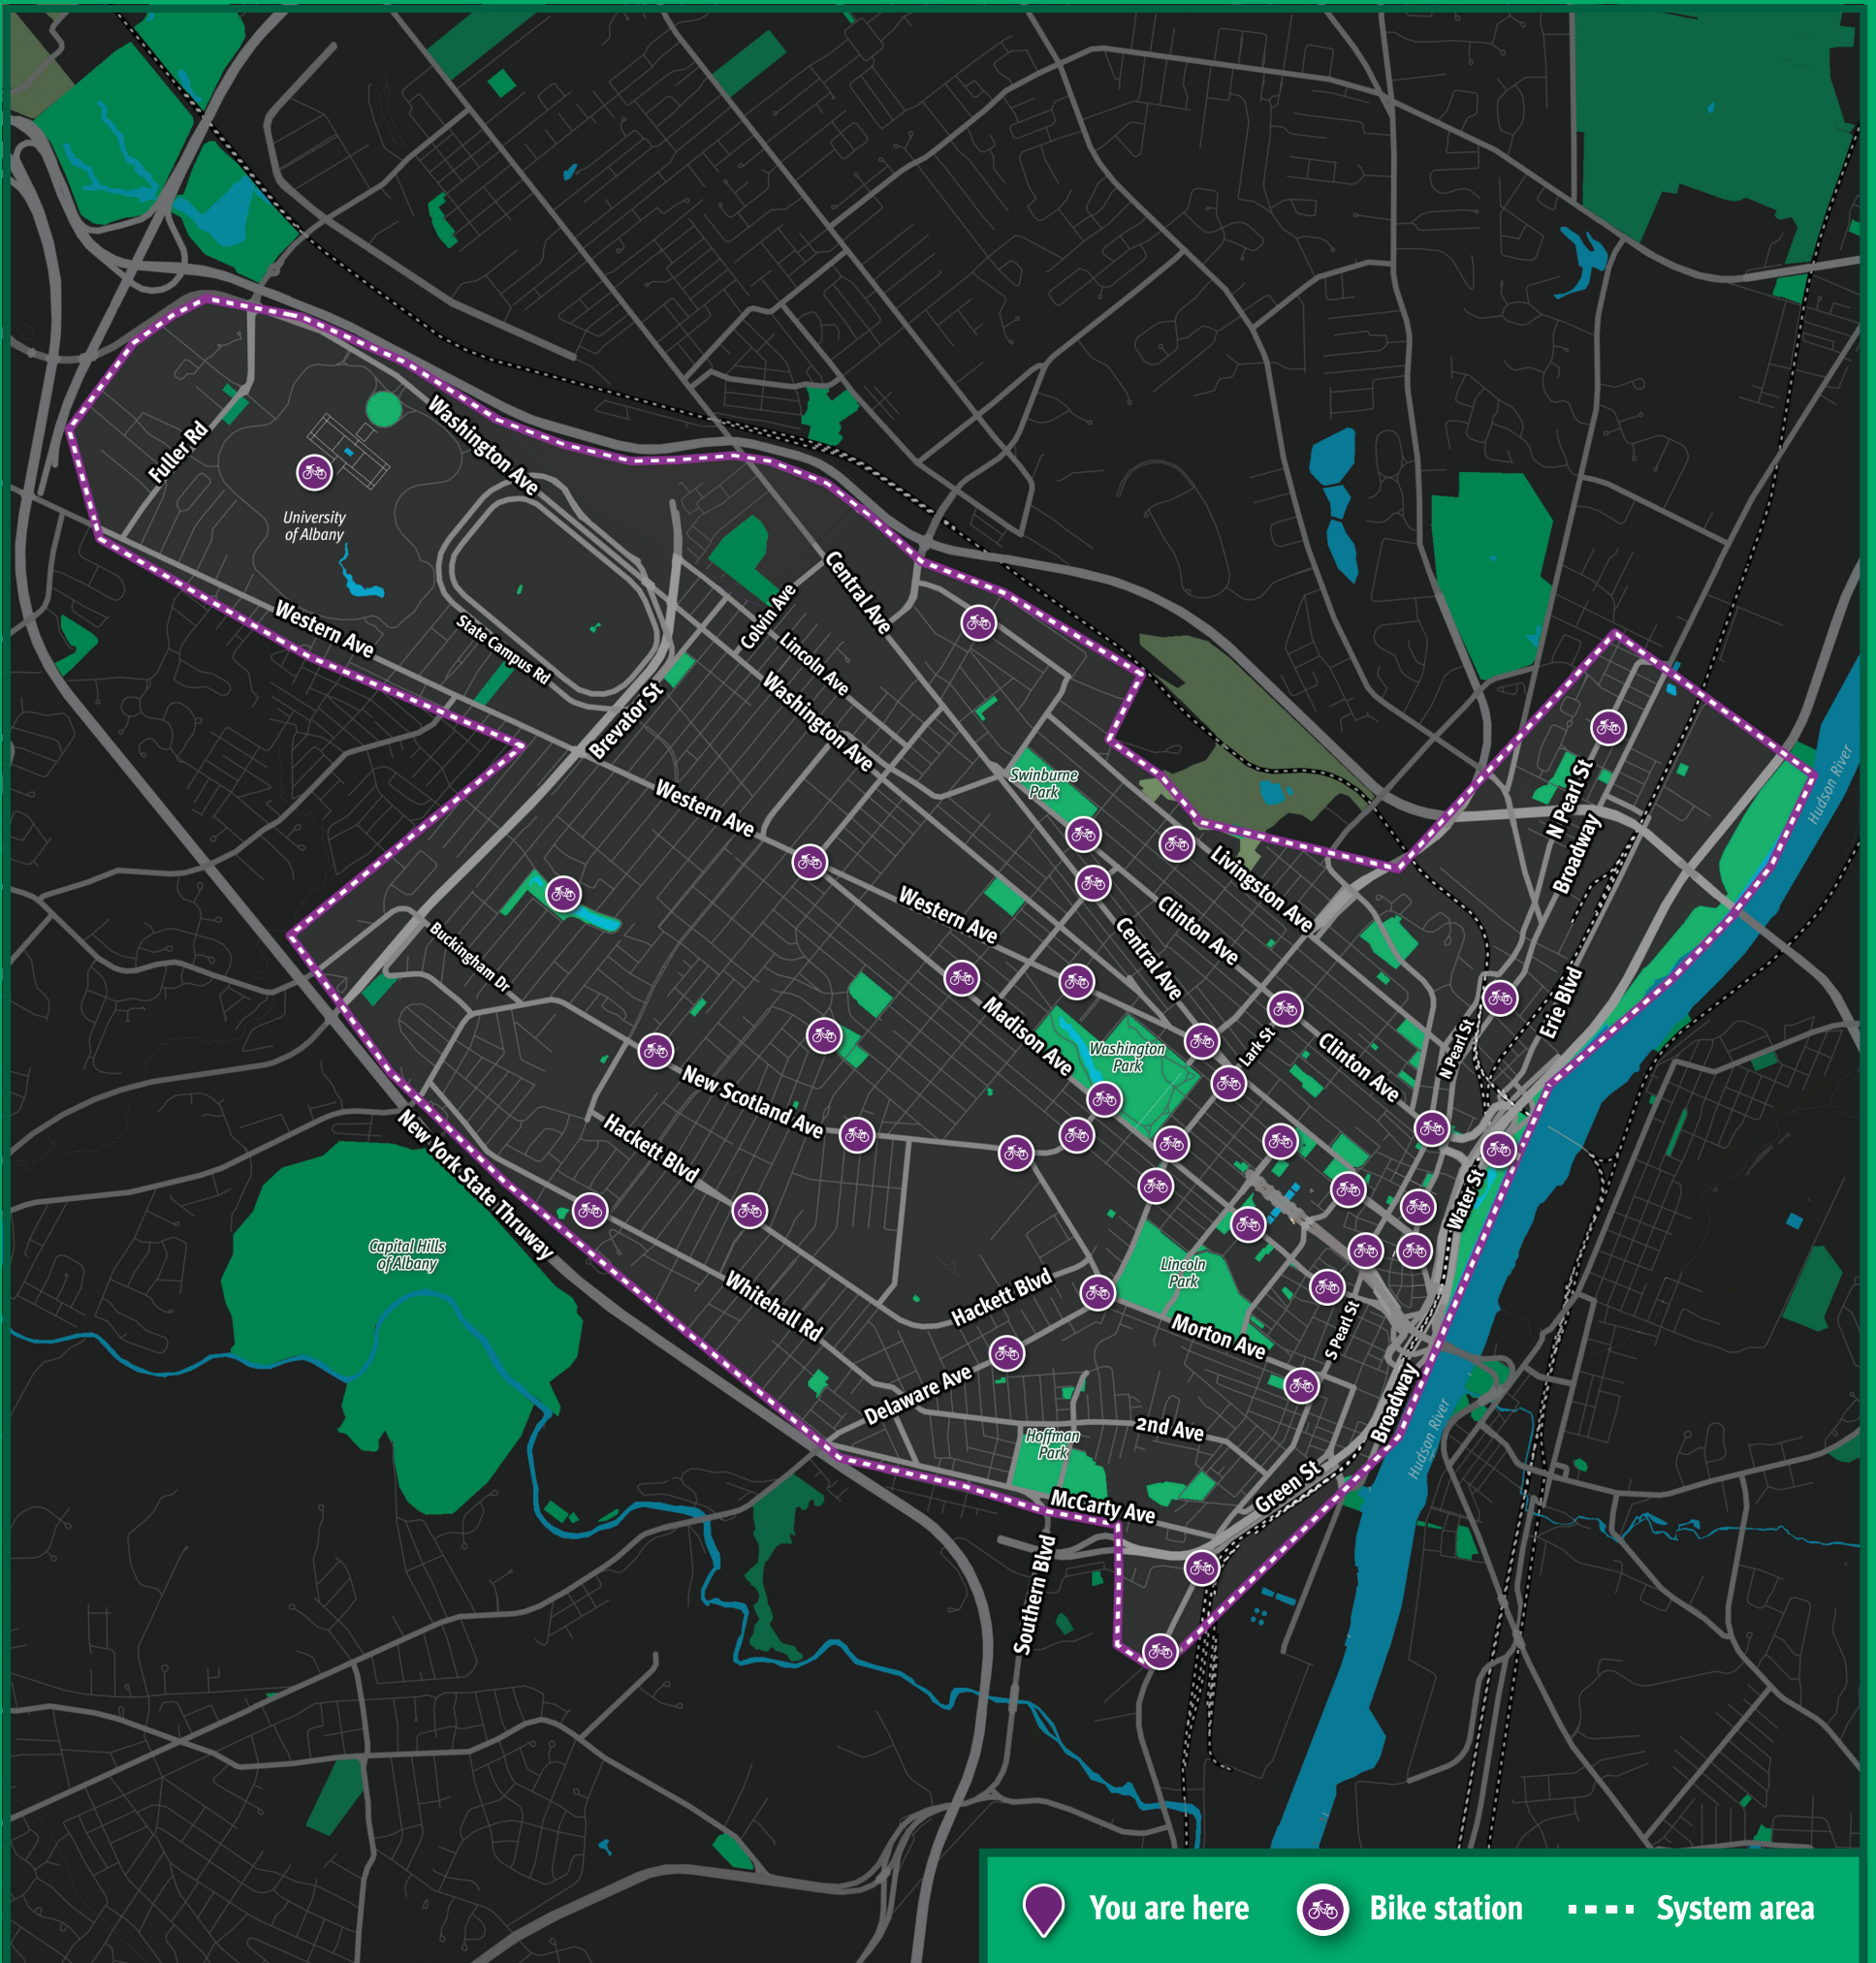 Washington Ave
Fuller Rd
University
of Albany
Western Ave
State Campus Rd
Brevator St
Colvin Ave
Central Ave
Lincoln Ave
Washington Ave
Swinburne
Park
Western Ave
Western Ave
Livingston Ave
Clinton Ave
Central Ave
N Pearl St
Broadway
Hudson River
Buckingham Dr
Madison Ave
Washington
Park
Lark St
Clinton Ave
N Pearl St
Erie Blvd
New Scotland Ave
Hackett Blvd
New York State Thruway
Capital Hills
of Albany
Whitehall Rd
Hackett Blvd
Lincoln
Park
Water St
Morton Ave
S Pearl St
Delaware Ave
Broadway
Hudson River
2nd Ave
Hoffman
Park
Green St
McCarty Ave
Southern Blvd
You are here
Bike station
System area